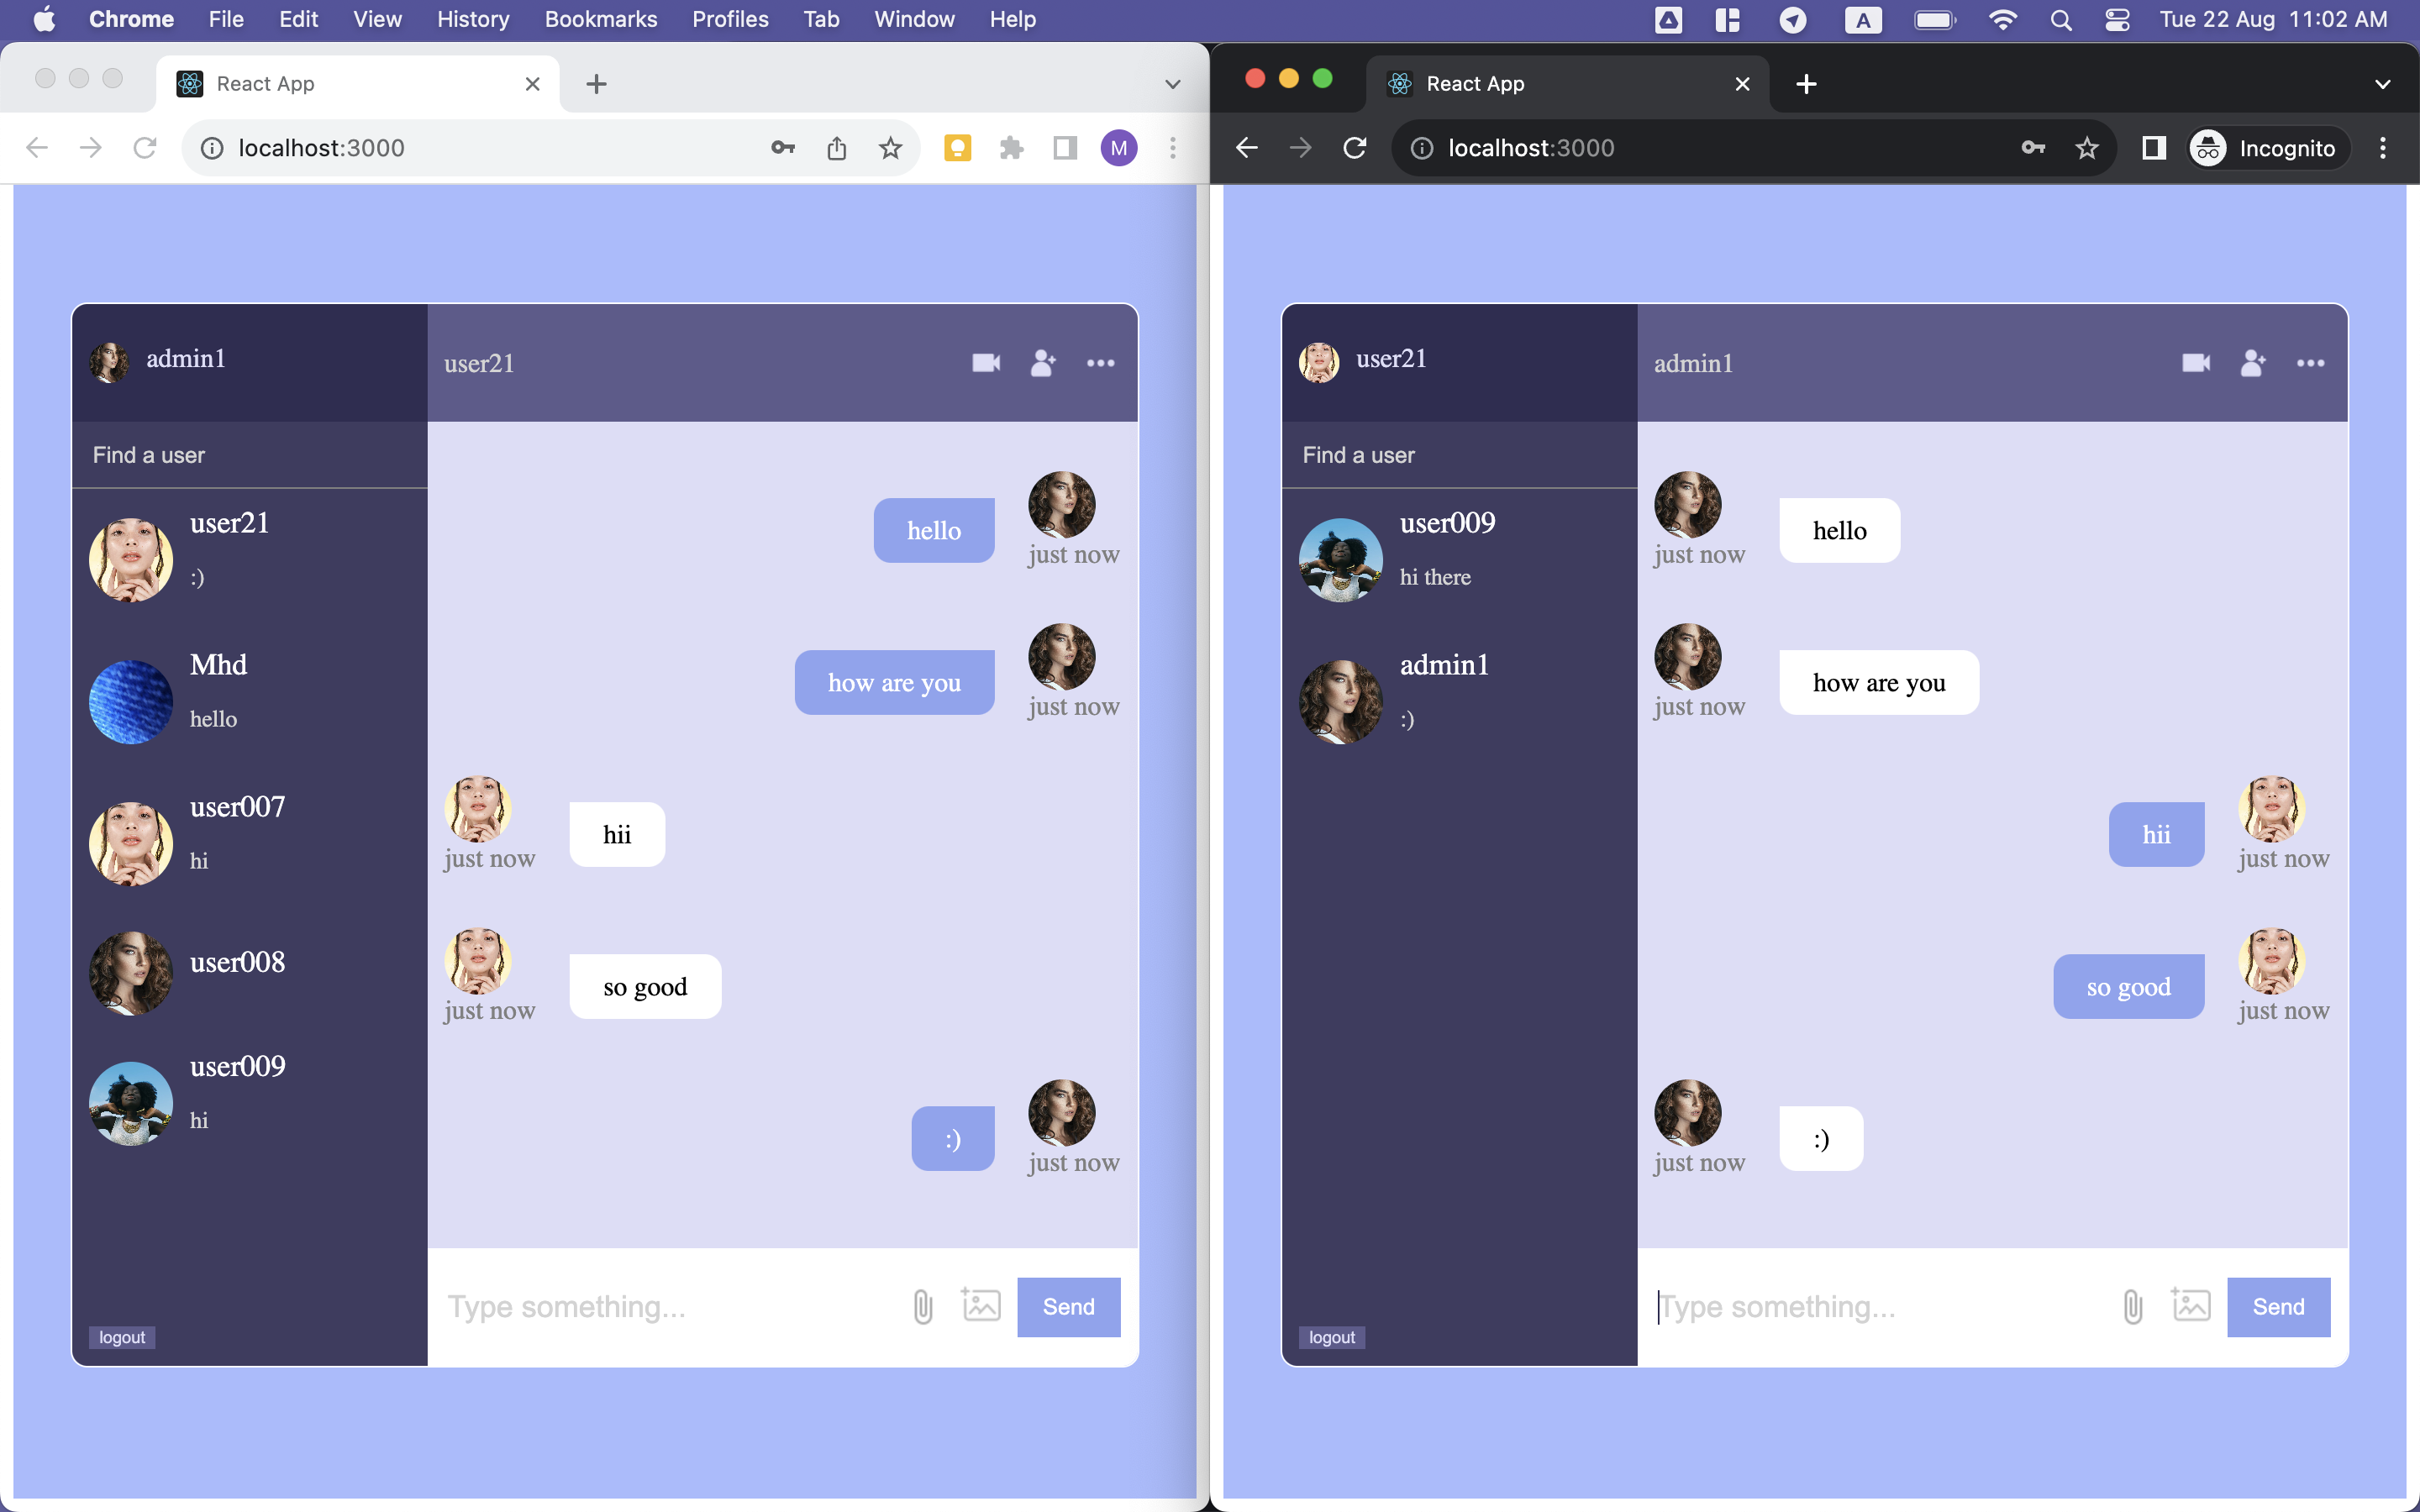 Chrome File Edit View History Bookmarks Profiles Tab Window Help A Tue 22 Aug 11:02 AM
React App
localhost:3000
M
admin1
user21
Find a user
user21
:)
Mhd
hello
user007
hi
user008
user009
hi
logout
hello
just now
how are you
just now
hii
just now
so good
just now
:)
just now
Type something...
Send
React App
localhost:3000
Incognito
user21
admin1
Find a user
user009
hi there
admin1
:)
logout
hello
just now
how are you
just now
hii
just now
so good
just now
:)
just now
Type something...
Send